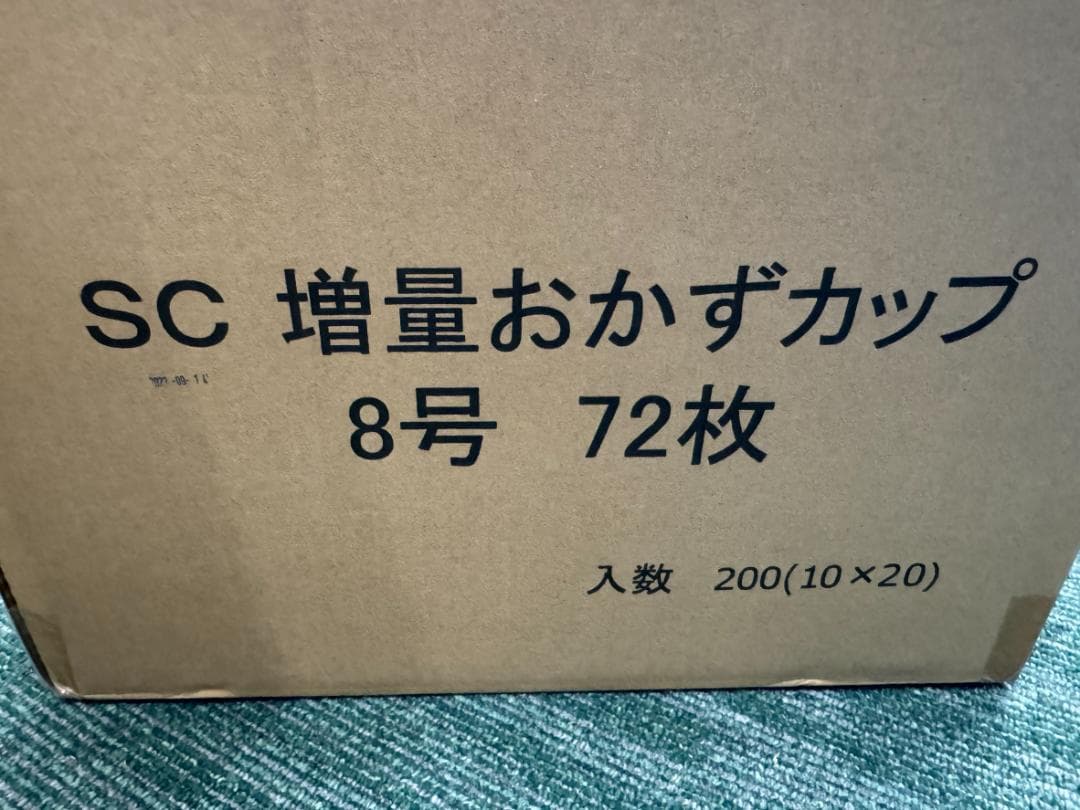 SC 増量おかずカップ
8号 72枚
入数 200(10×20)